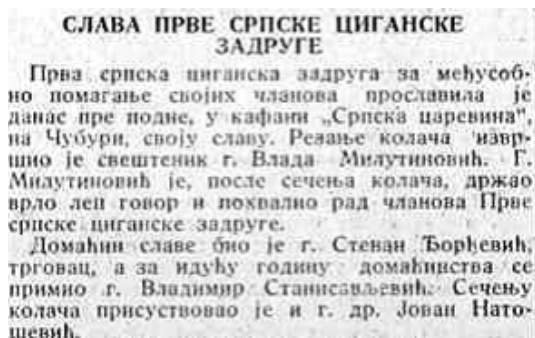 СЛАВА ПРВЕ СРПСКЕ ЦИГАНСКЕ
ЗАДРУГЕ
Прва српска циганска задруга за међусоб-
но помагање својих чланова прославила је
данас пре подне, у кафани „Српска царевина“,
на Чубури, своју славу. Резање колача извр-
шио је свештеник г. Влада Милутиновић. Г.
Милутиновић је, после сечења колача, држао
врло леп говор и похвалио рад чланова Прве
српске циганске задруге.
Домаћин славе био је г. Стеван Ђорћевић,
трговац, а за идућу годину домаћинства се
примио г. Владимир Станисављевић. Сечењу
колача присуствовао је и г. др. Јован Нато-
шевић.